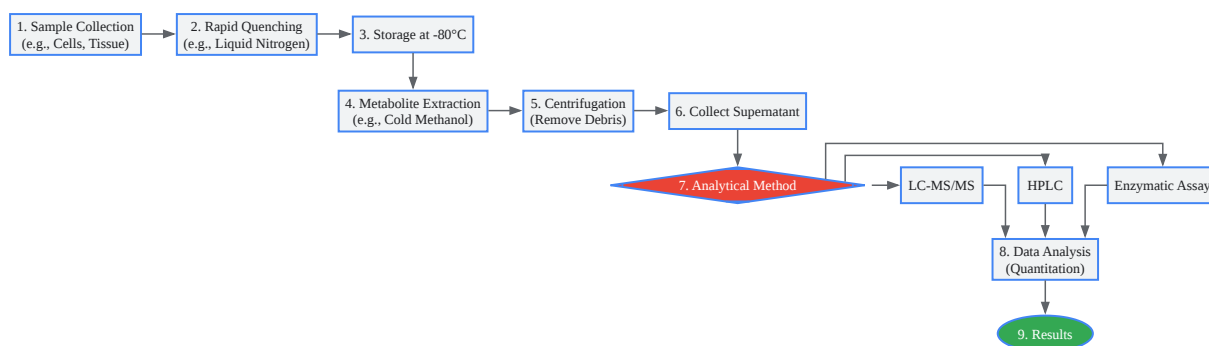 1. Sample Collection
(e.g., Cells, Tissue)
2. Rapid Quenching
(e.g., Liquid Nitrogen)
3. Storage at -80°C
4. Metabolite Extraction
(e.g., Cold Methanol)
5. Centrifugation
(Remove Debris)
6. Collect Supernatant
7. Analytical Method
LC-MS/MS
HPLC
Enzymatic Assay
8. Data Analysis
(Quantitation)
9. Results